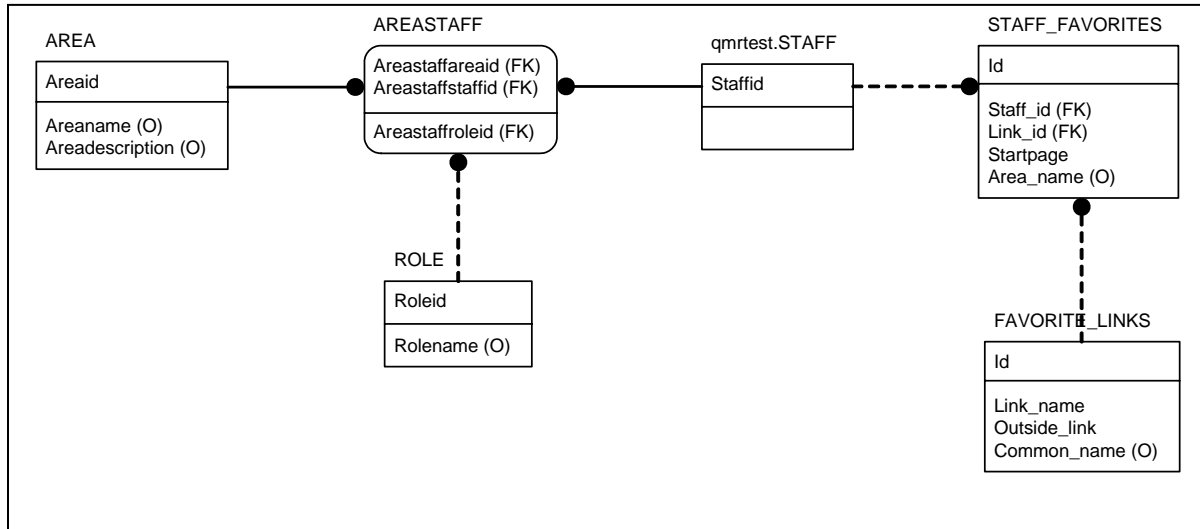 AREA
Areaid
Areaname (O)
Areadescription (O)
AREASTAFF
Areastaffareaid (FK)
Areastaffstaffid (FK)
Areastaffroleid (FK)
qmrtest.STAFF
Staffid
STAFF_FAVORITES
Id
Staff_id (FK)
Link_id (FK)
Startpage
Area_name (O)
ROLE
Roleid
Rolename (O)
FAVORITE_LINKS
Id
Link_name
Outside_link
Common_name (O)